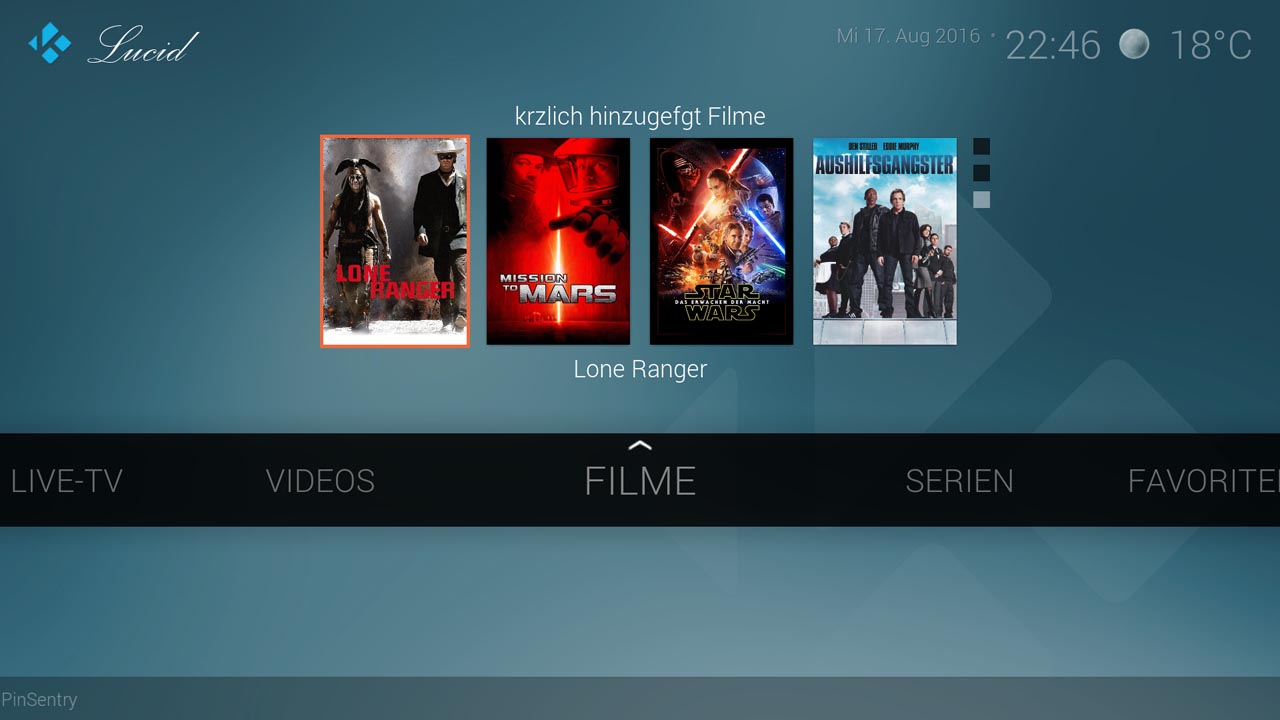 Lucid
Mi 17. Aug 2016 • 22:46 18°C
krzlich hinzugefgt Filme
LONE
RANGER
MISSION
TO MARS
STAR
DAS ERWACHEN DER MACHT
WARS
BEN STILLER EDDIE MURPHY
AUSHILFSGANGSTER
Lone Ranger
LIVE-TV VIDEOS FILME SERIEN FAVORITE
PinSentry